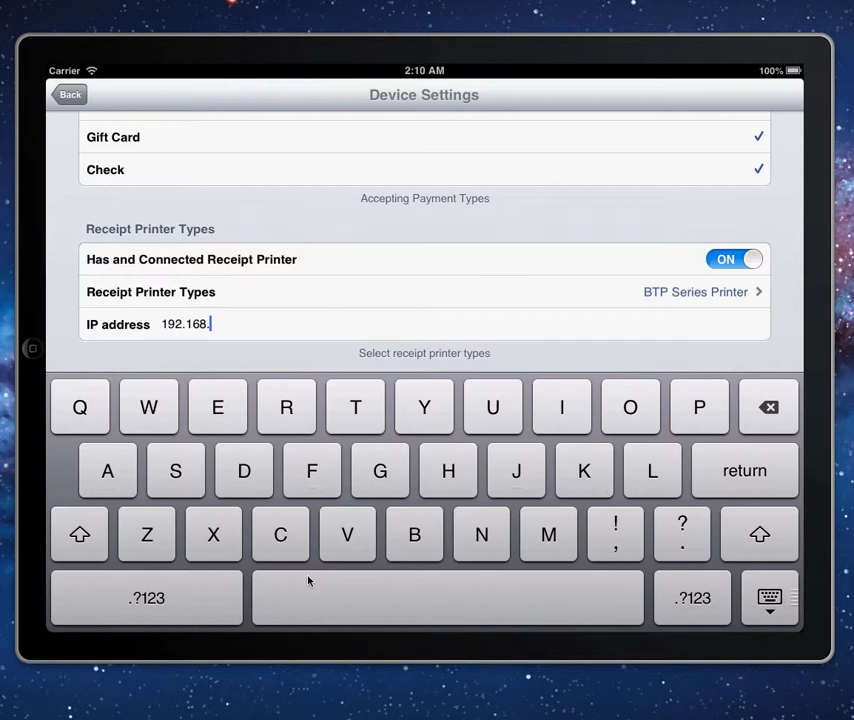 Carrier 2:10 AM 100%
Back Device Settings
Gift Card
Check
Accepting Payment Types
Receipt Printer Types
Has and Connected Receipt Printer ON
Receipt Printer Types BTP Series Printer
IP address 192.168.
Select receipt printer types
Q W E R T Y U I O P
A S D F G H J K L return
Z X C V B N M ! , ? .
.?123 .?123